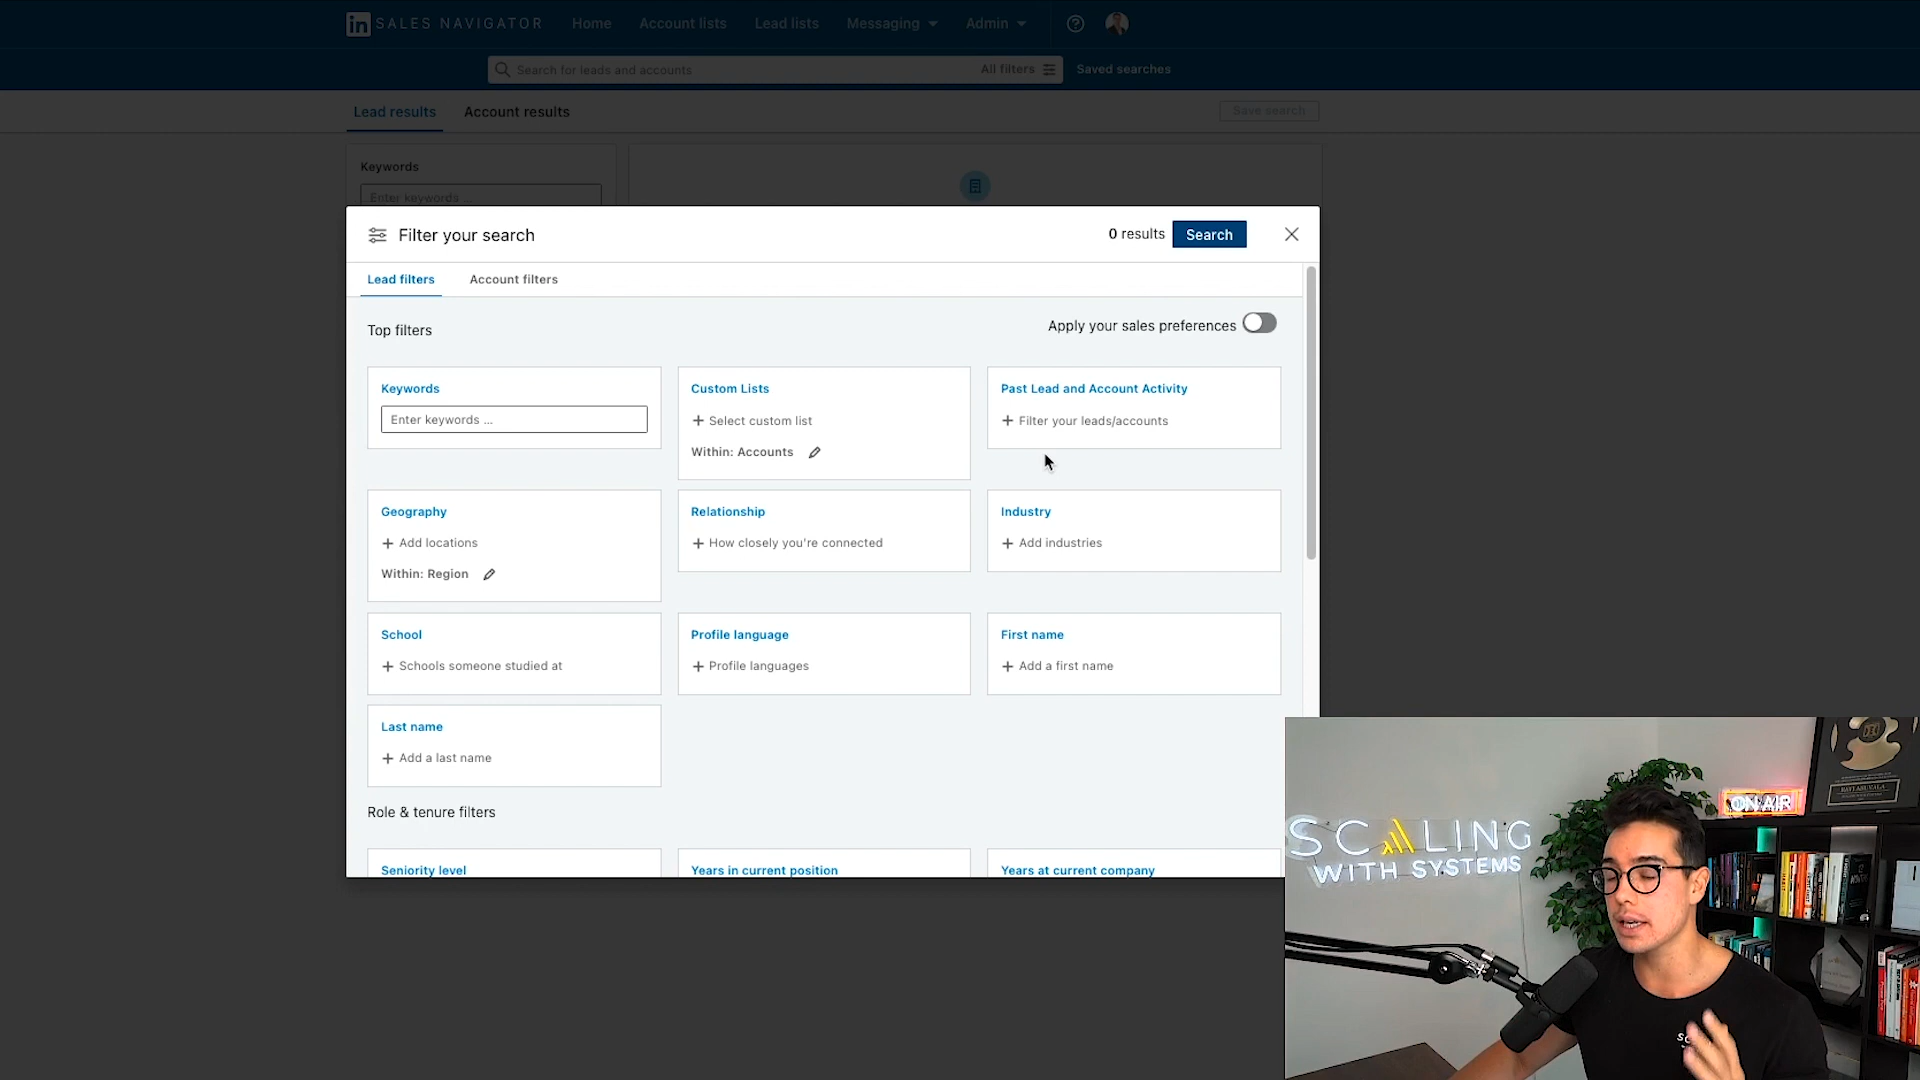 in SALES NAVIGATOR Home Account lists Lead lists Messaging Admin
Search for leads and accounts All filters Saved searches
Lead results Account results Save search
Keywords
Enter keywords ...
Filter your search 0 results Search
Lead filters Account filters
Top filters Apply your sales preferences
Keywords
Enter keywords ...
Custom Lists
+ Select custom list
Within: Accounts
Past Lead and Account Activity
+ Filter your leads/accounts
Geography
+ Add locations
Within: Region
Relationship
+ How closely you're connected
Industry
+ Add industries
School
+ Schools someone studied at
Profile language
+ Profile languages
First name
+ Add a first name
Last name
+ Add a last name
Role & tenure filters
Seniority level
Years in current position
Years at current company
SCALING
WITH SYSTEMS
ON AIR